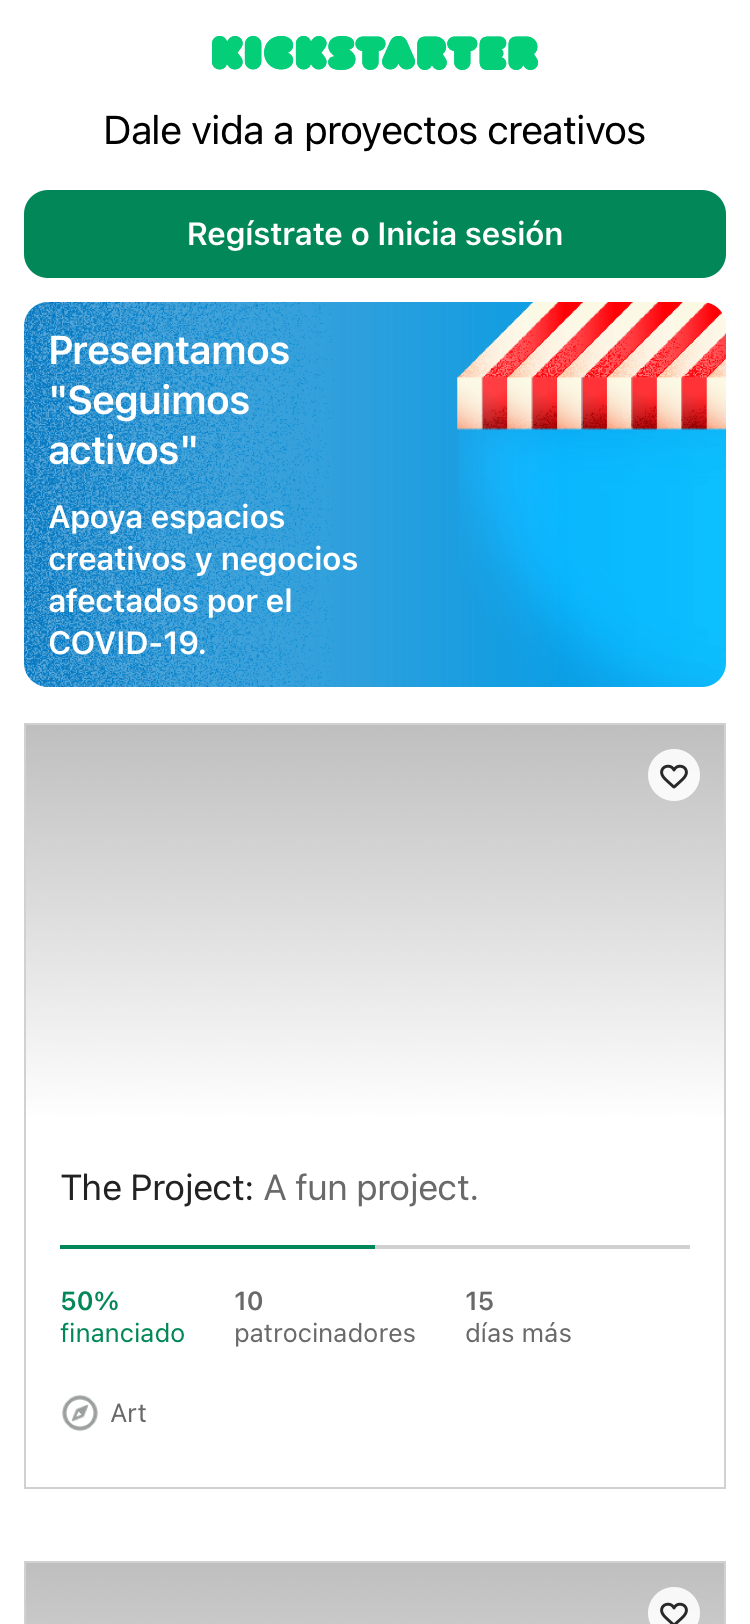 KICKSTARTER
Dale vida a proyectos creativos
Regístrate o Inicia sesión
Presentamos
"Seguimos
activos"
Apoya espacios
creativos y negocios
afectados por el
COVID-19.
The Project: A fun project.
50%
financiado
10
patrocinadores
15
días más
Art